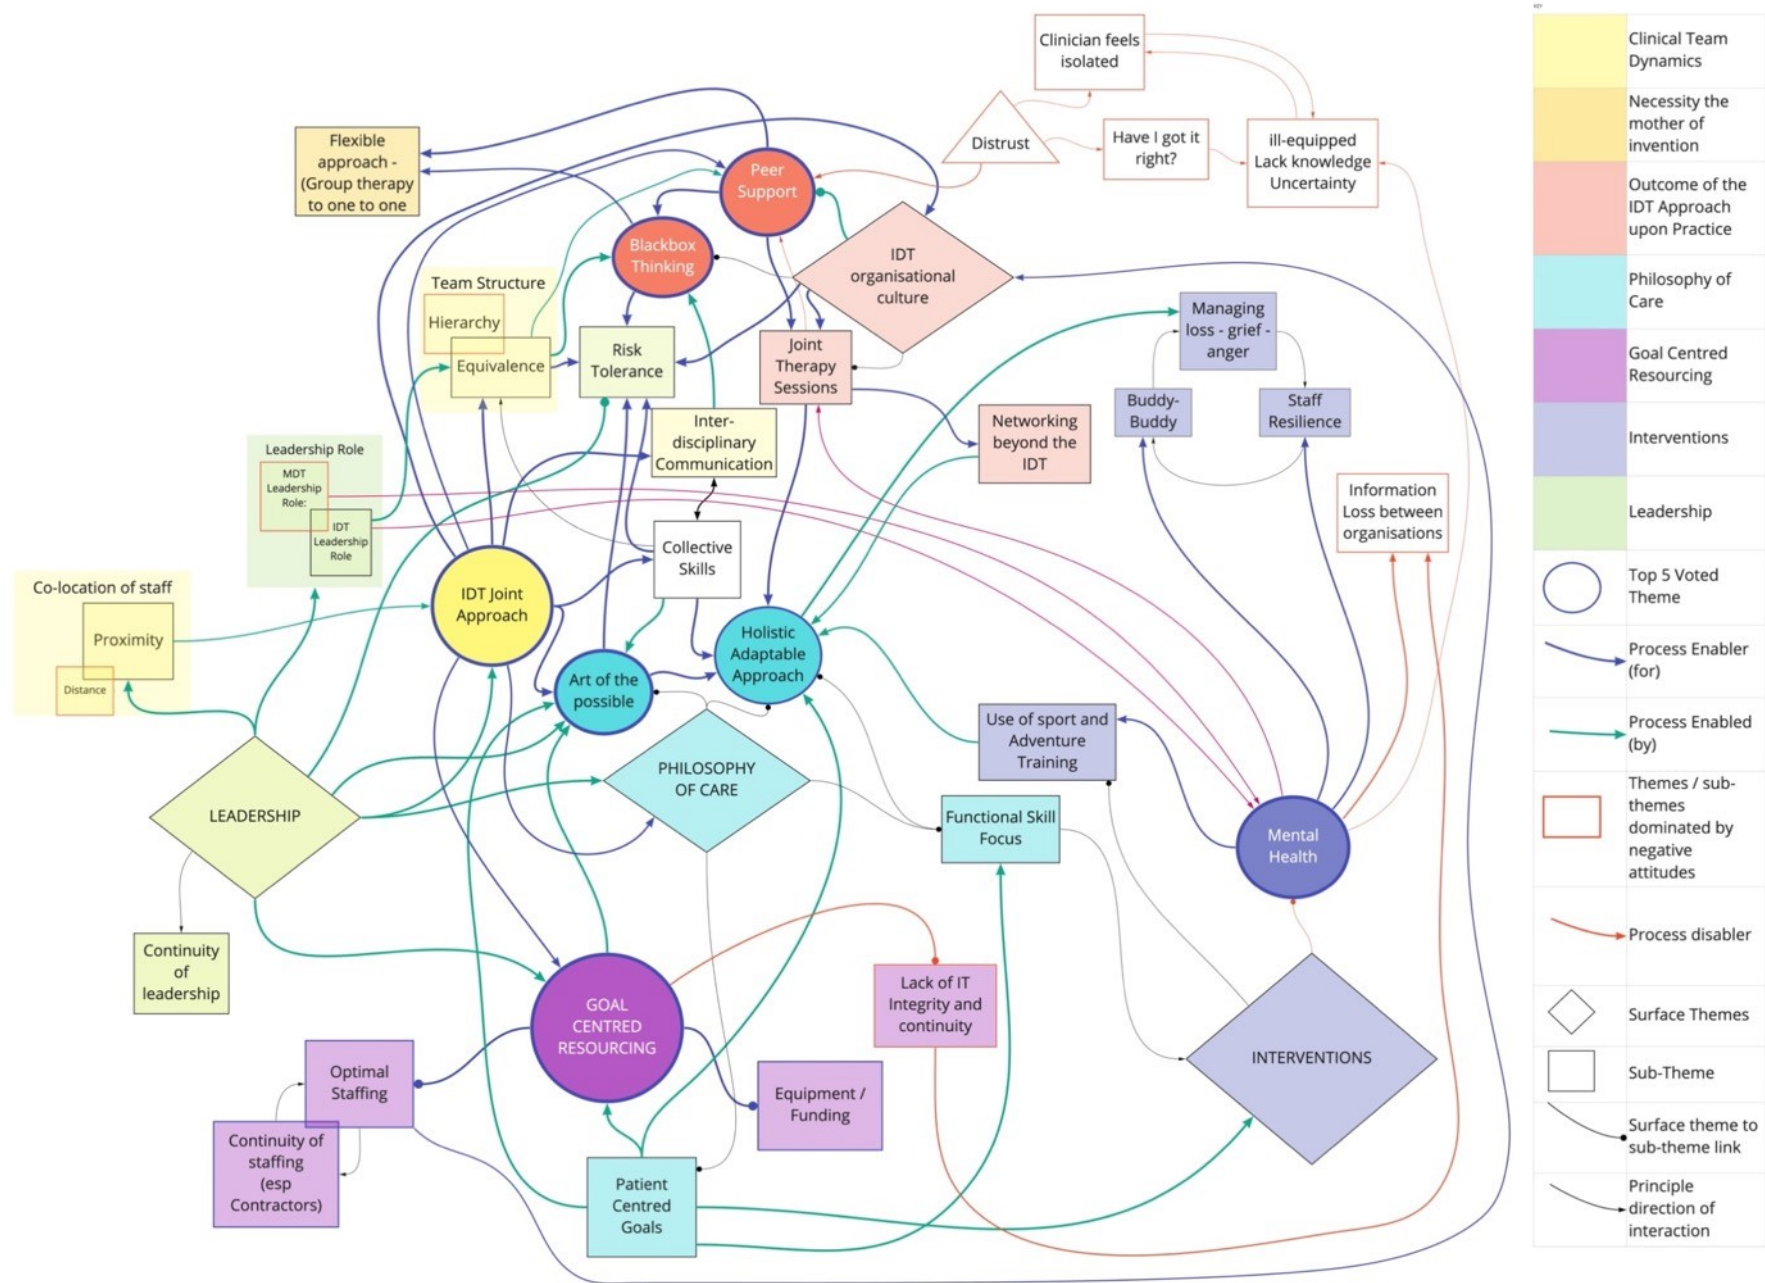 Clinician feels
isolated
Distrust
Have I got it
right?
ill-equipped
Lack knowledge
Uncertainty
Flexible
approach -
(Group therapy
to one to one
Peer
Support
Blackbox
Thinking
IDT
organisational
culture
Team Structure
Hierarchy
Equivalence
Risk
Tolerance
Joint
Therapy
Sessions
Managing
loss - grief -
anger
Buddy-
Buddy
Staff
Resilience
Inter-
disciplinary
Communication
Networking
beyond the
IDT
Leadership Role
MDT
Leadership
Role:
IDT
Leadership
Role
Information
Loss between
organisations
Collective
Skills
Co-location of staff
Proximity
Distance
IDT Joint
Approach
Holistic
Adaptable
Approach
Art of the
possible
Use of sport and
Adventure
Training
PHILOSOPHY
OF CARE
LEADERSHIP
Functional Skill
Focus
Mental
Health
Continuity
of
leadership
GOAL
CENTRED
RESOURCING
Lack of IT
Integrity and
continuity
INTERVENTIONS
Optimal
Staffing
Equipment /
Funding
Continuity of
staffing
(esp
Contractors)
Patient
Centred
Goals
KEY
Clinical Team
Dynamics
Necessity the
mother of
invention
Outcome of the
IDT Approach
upon Practice
Philosophy of
Care
Goal Centred
Resourcing
Interventions
Leadership
Top 5 Voted
Theme
Process Enabler
(for)
Process Enabled
(by)
Themes / sub-
themes
dominated by
negative
attitudes
Process disabler
Surface Themes
Sub-Theme
Surface theme to
sub-theme link
Principle
direction of
interaction